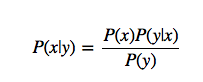 P(x|y) = P(x)P(y|x) / P(y)